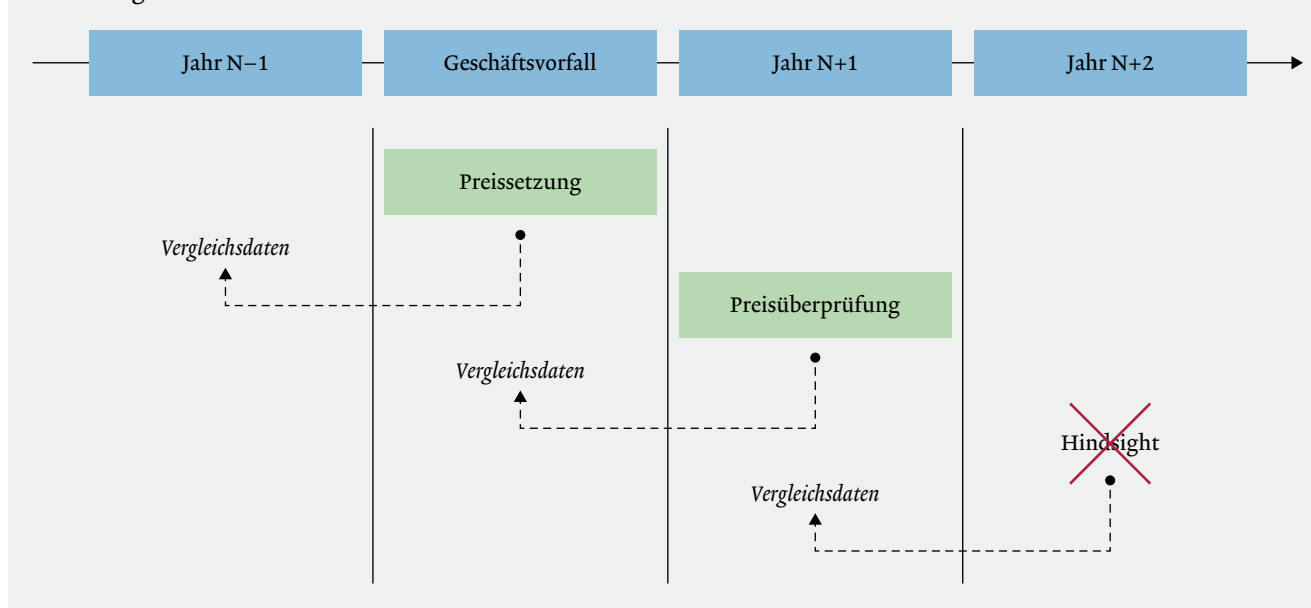 Jahr N–1
Geschäftsvorfall
Jahr N+1
Jahr N+2
Preissetzung
Vergleichsdaten
Preisüberprüfung
Vergleichsdaten
Hindsight
Vergleichsdaten